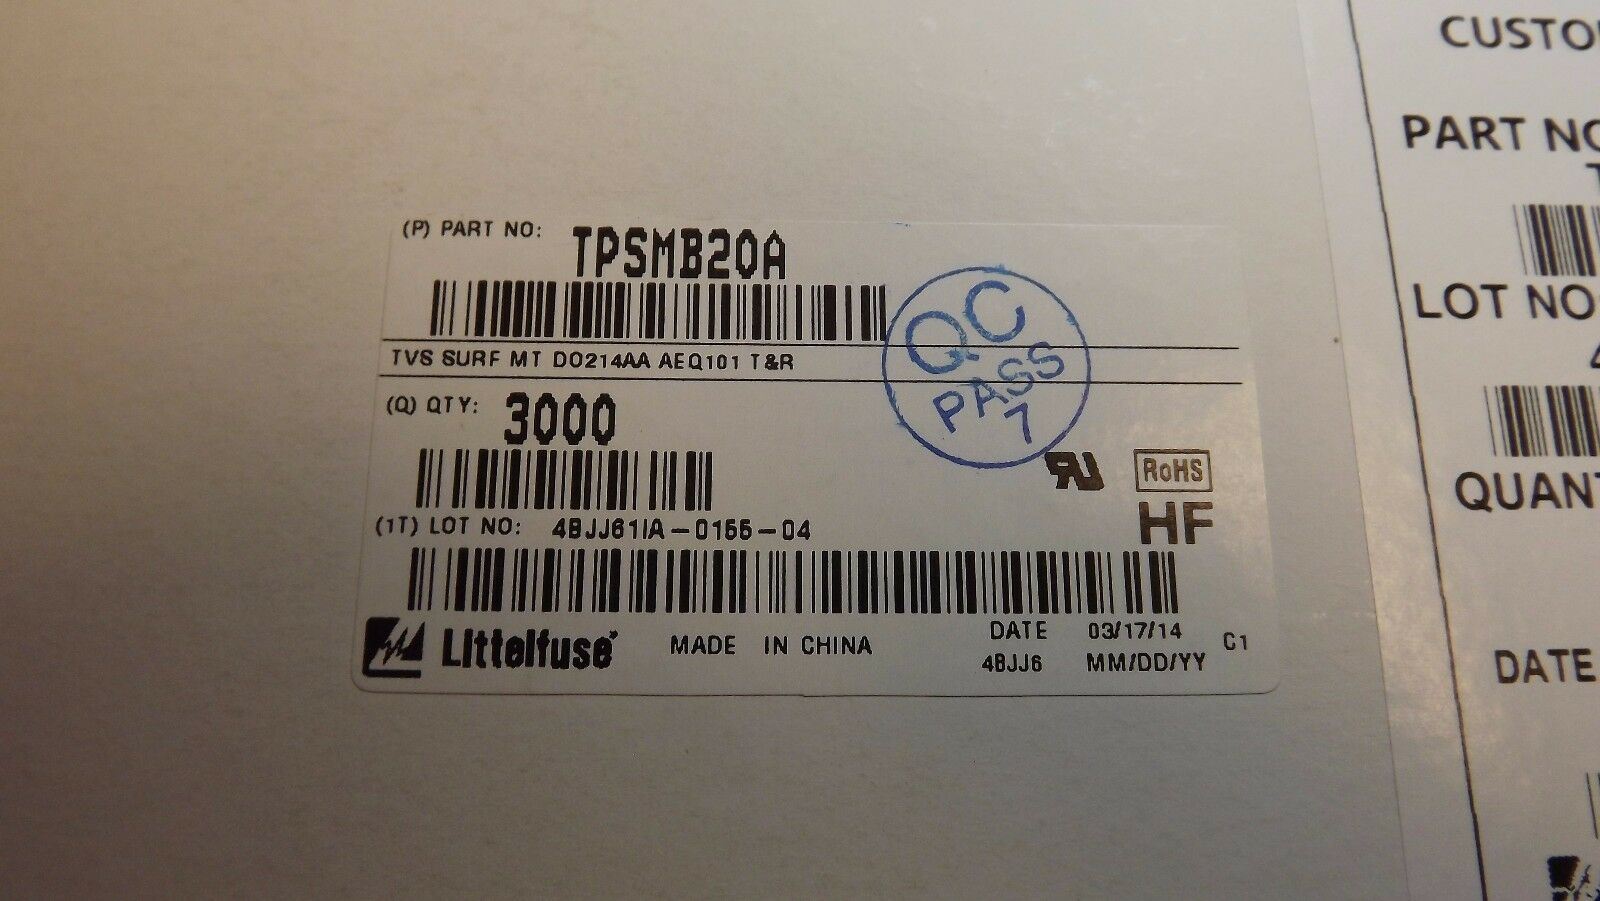 (P) PART NO: TPSMB20A
TVS SURF MT DO214AA AEQ101 T&R
(Q) QTY: 3000
QC
PASS
7
RU
RoHS
HF
(1T) LOT NO: 4BJJ61IA-0155-04
Littelfuse
MADE IN CHINA
DATE 03/17/14
4BJJ6 MM/DD/YY
C1
CUSTO
PART NO
LOT NO
QUANT
DATE